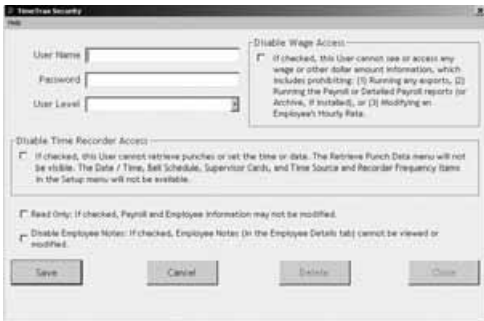 TimeTrax Security
Help
User Name
Password
User Level
Disable Wage Access
If checked, this User cannot see or access any
wage or other dollar amount information, which
includes prohibiting: (1) Running any exports, (2)
Running the Payroll or Detailed Payroll reports (or
Archive, if installed), or (3) Modifying an
Employee's Hourly Rate.
Disable Time Recorder Access
If checked, this User cannot retrieve punches or set the time or date. The Retrieve Punch Data menu will not
be visible. The Date / Time, Bell Schedule, Supervisor Cards, and Time Source and Recorder Frequency items
in the Setup menu will not be available.
Read Only: If checked, Payroll and Employee information may not be modified.
Disable Employee Notes: If checked, Employee Notes (in the Employee Details tab) cannot be viewed or
modified.
Save
Cancel
Delete
Close